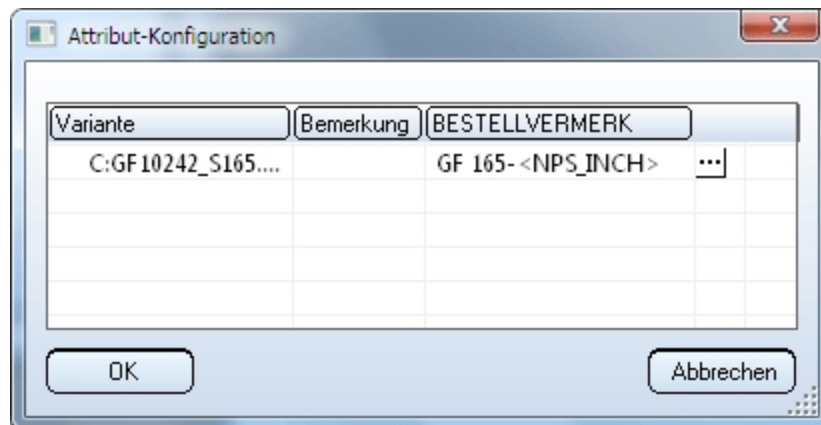 Attribut-Konfiguration
Variante Bemerkung BESTELLVERMERK
C:GF10242_S165.... GF 165-<NPS_INCH> ...
OK Abbrechen